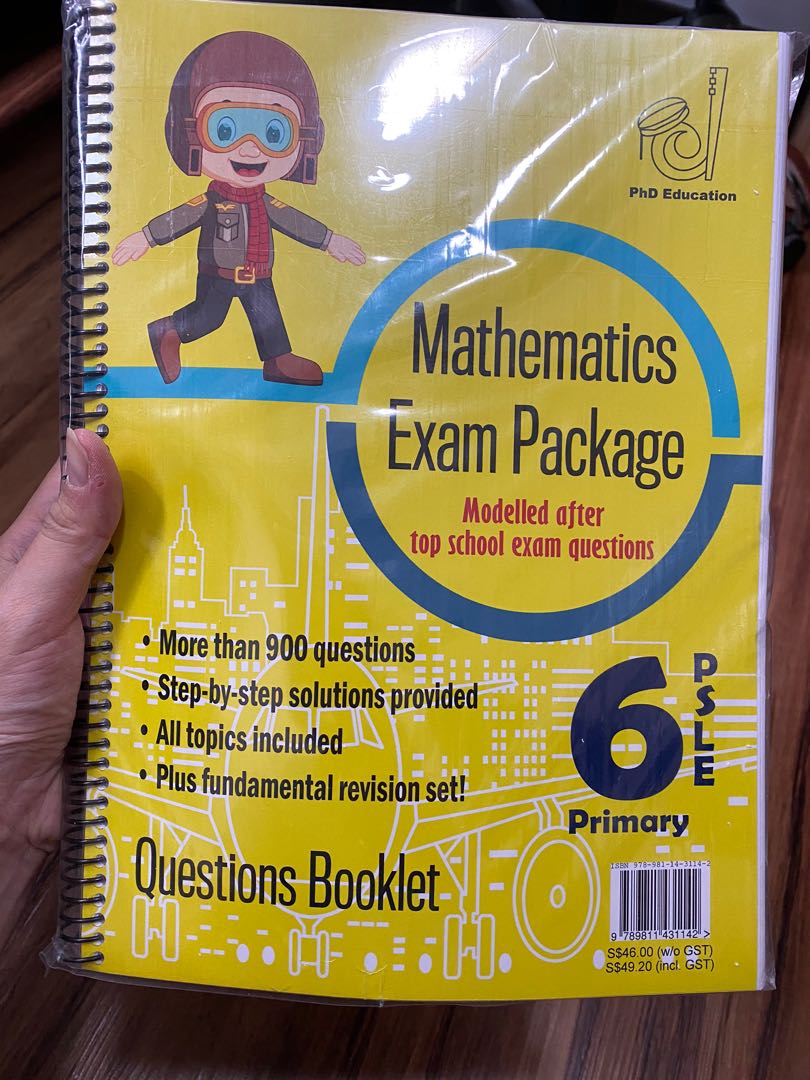 PhD Education
Mathematics
Exam Package
Modelled after
top school exam questions
• More than 900 questions
• Step-by-step solutions provided
• All topics included
• Plus fundamental revision set!
6
PSLE
Primary
Questions Booklet
ISBN 978-981-14-3114-2
9 789811 431142 >
S$46.00 (w/o GST)
S$49.20 (incl. GST)